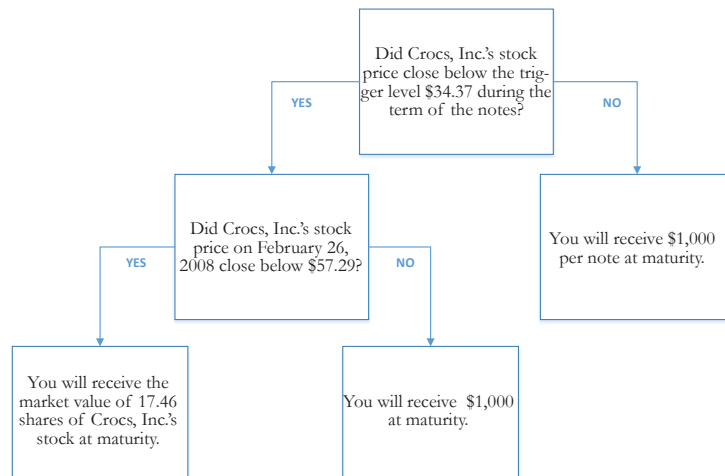 Did Crocs, Inc.'s stock
price close below the trig-
ger level $34.37 during the
term of the notes?
YES
NO
Did Crocs, Inc.'s stock
price on February 26,
2008 close below $57.29?
You will receive $1,000
per note at maturity.
YES
NO
You will receive the
market value of 17.46
shares of Crocs, Inc.'s
stock at maturity.
You will receive $1,000
at maturity.